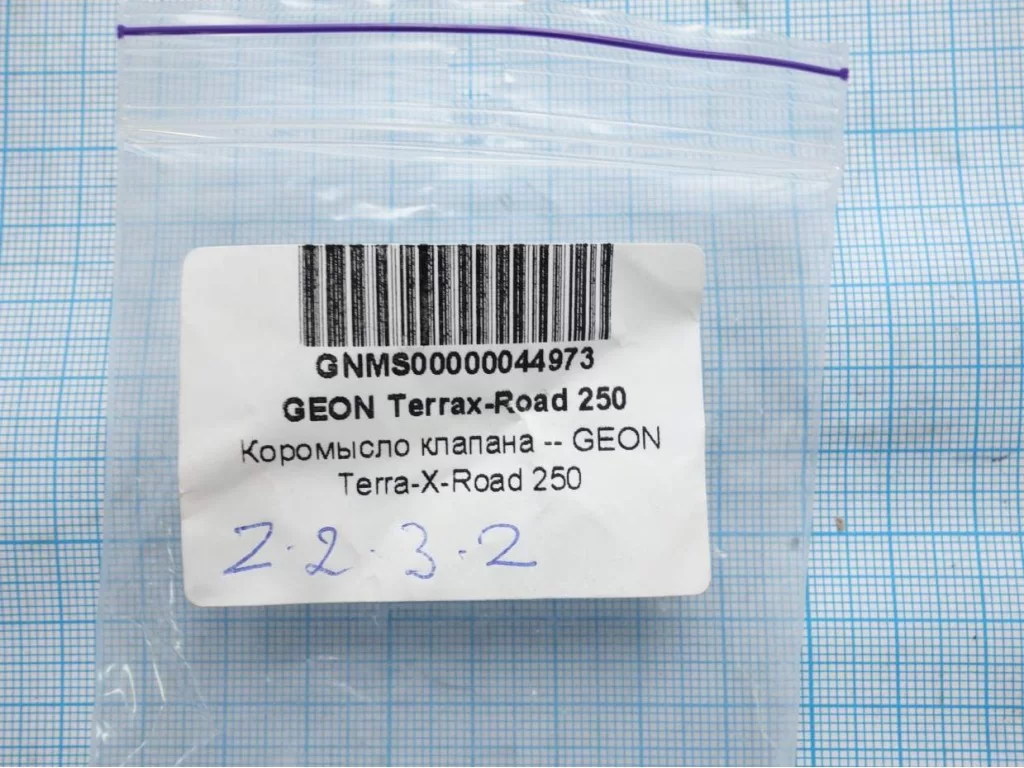 GNMS00000044973
GEON Terrax-Road 250
Коромысло клапана -- GEON
Terra-X-Road 250
2.2.3.2